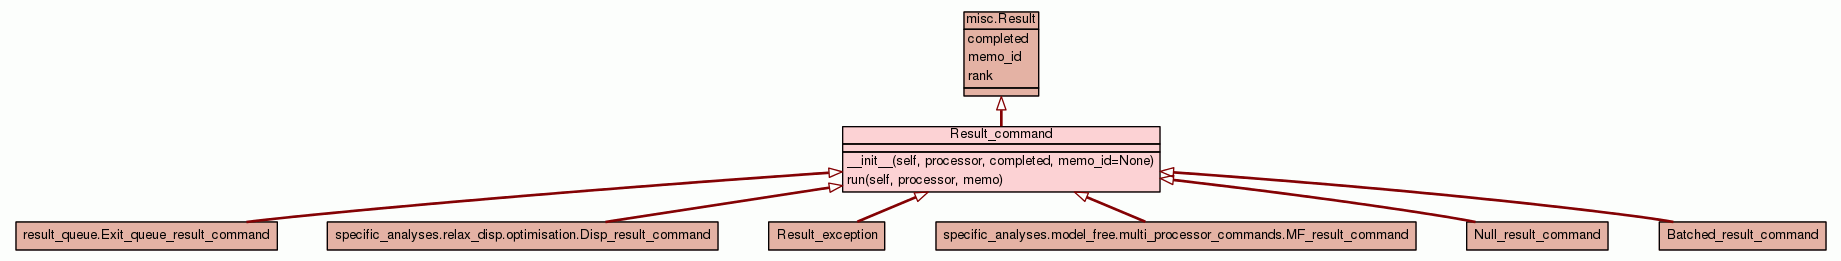 misc.Result
completed
memo_id
rank
Result_command
__init__(self, processor, completed, memo_id=None)
run(self, processor, memo)
result_queue.Exit_queue_result_command
specific_analyses.relax_disp.optimisation.Disp_result_command
Result_exception
specific_analyses.model_free.multi_processor_commands.MF_result_command
Null_result_command
Batched_result_command